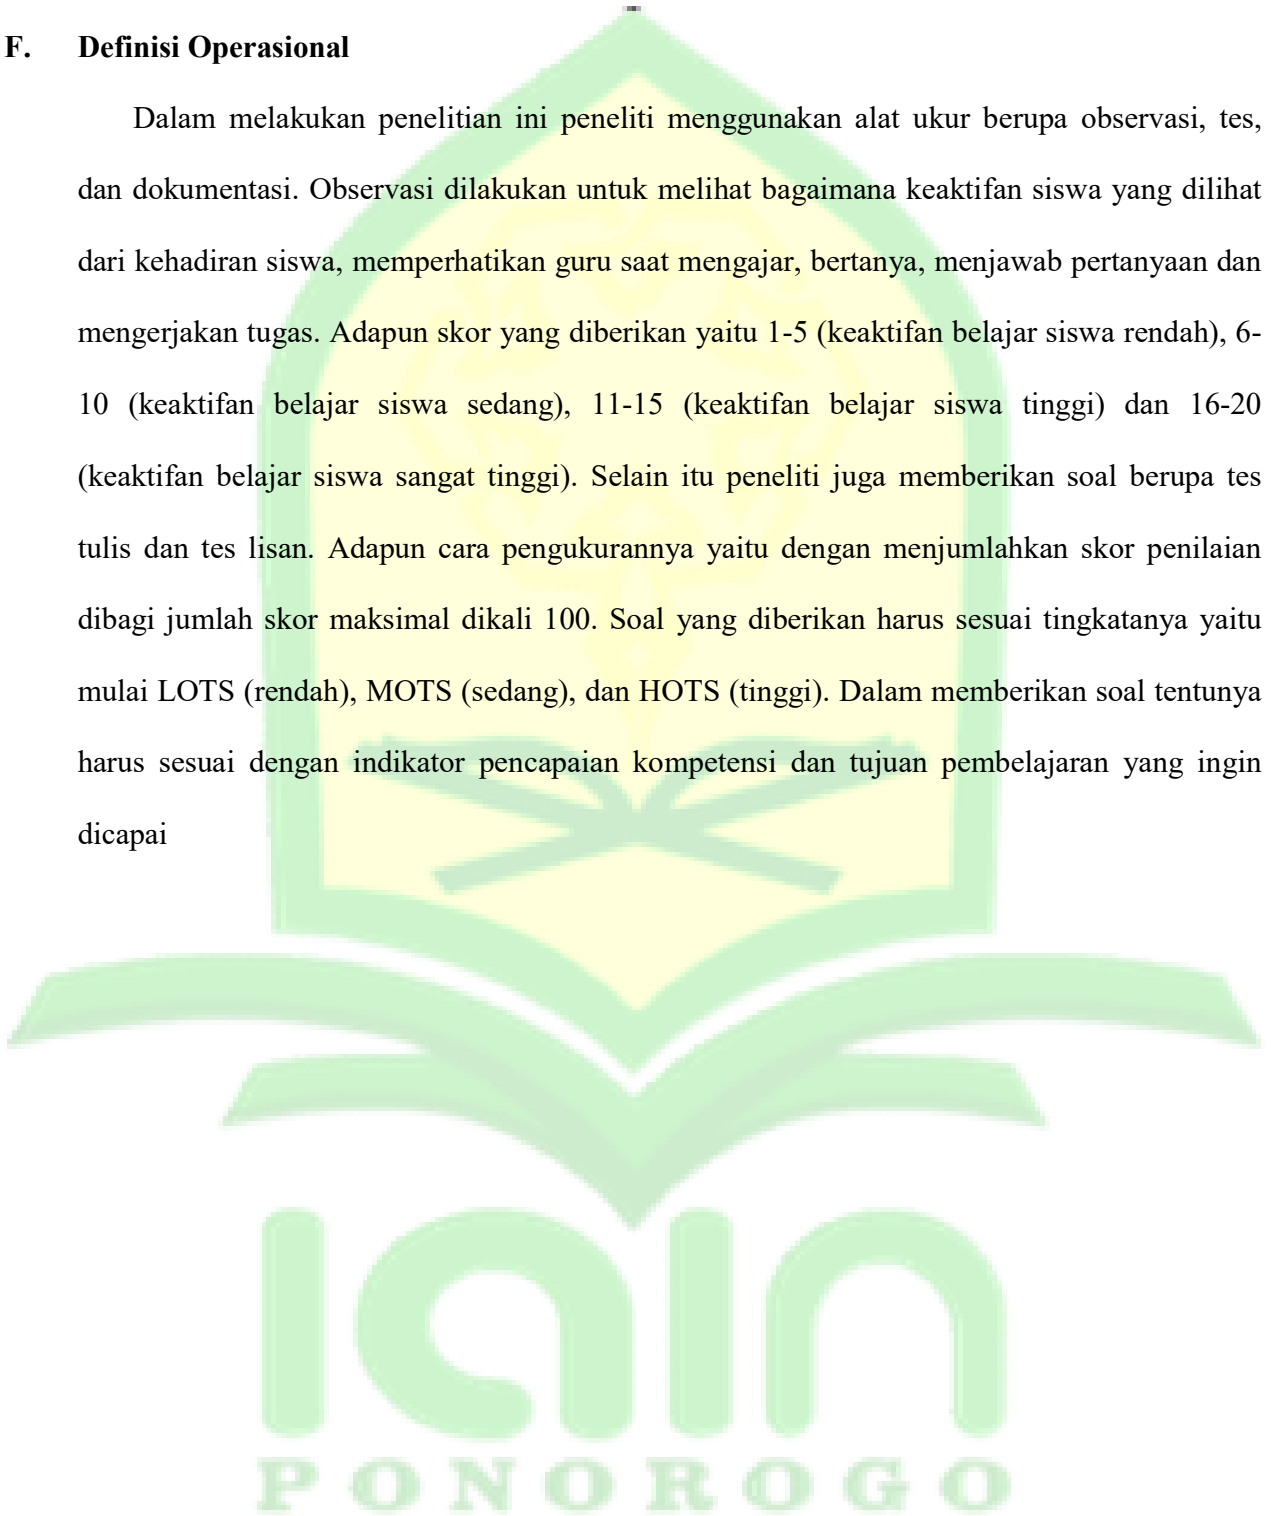 F. Definisi Operasional
Dalam melakukan penelitian ini peneliti menggunakan alat ukur berupa observasi, tes,
dan dokumentasi. Observasi dilakukan untuk melihat bagaimana keaktifan siswa yang dilihat
dari kehadiran siswa, memperhatikan guru saat mengajar, bertanya, menjawab pertanyaan dan
mengerjakan tugas. Adapun skor yang diberikan yaitu 1-5 (keaktifan belajar siswa rendah), 6-
10 (keaktifan belajar siswa sedang), 11-15 (keaktifan belajar siswa tinggi) dan 16-20
(keaktifan belajar siswa sangat tinggi). Selain itu peneliti juga memberikan soal berupa tes
tulis dan tes lisan. Adapun cara pengukurannya yaitu dengan menjumlahkan skor penilaian
dibagi jumlah skor maksimal dikali 100. Soal yang diberikan harus sesuai tingkatanya yaitu
mulai LOTS (rendah), MOTS (sedang), dan HOTS (tinggi). Dalam memberikan soal tentunya
harus sesuai dengan indikator pencapaian kompetensi dan tujuan pembelajaran yang ingin
dicapai
iain
PONOROGO